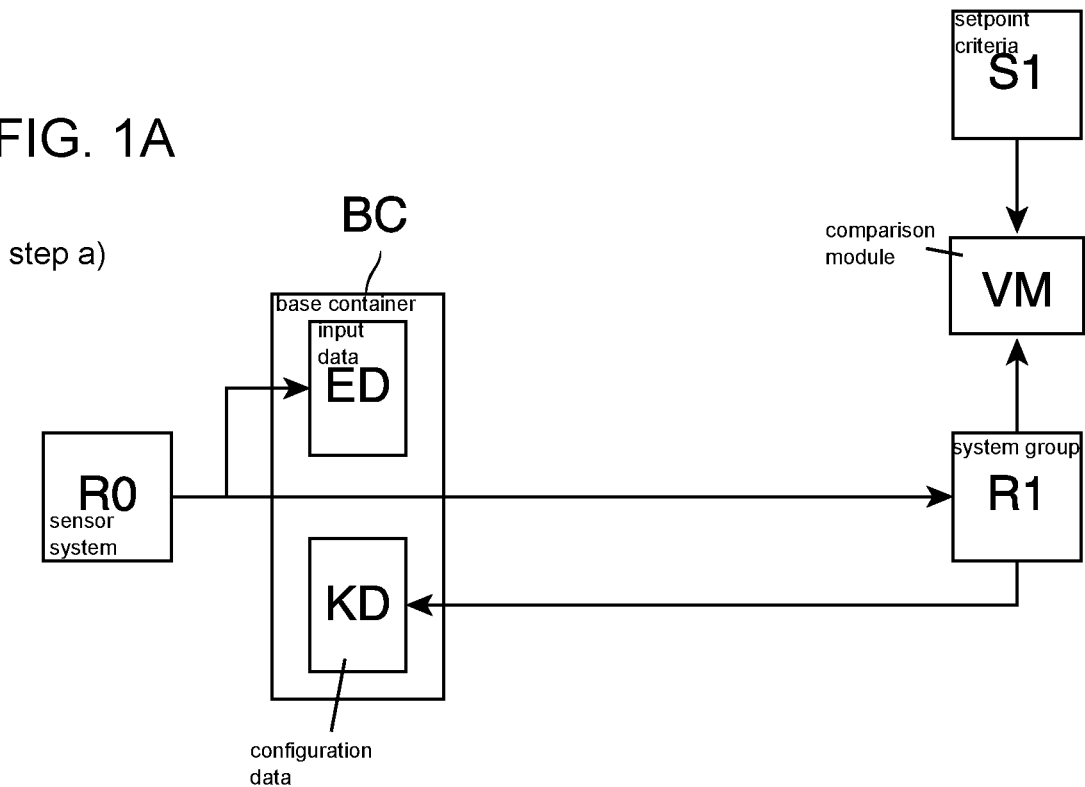 setpoint
criteria
S1
FIG. 1A
step a)
BC
comparison
module
VM
base container
input
data
ED
system group
R1
R0
sensor
system
KD
configuration
data